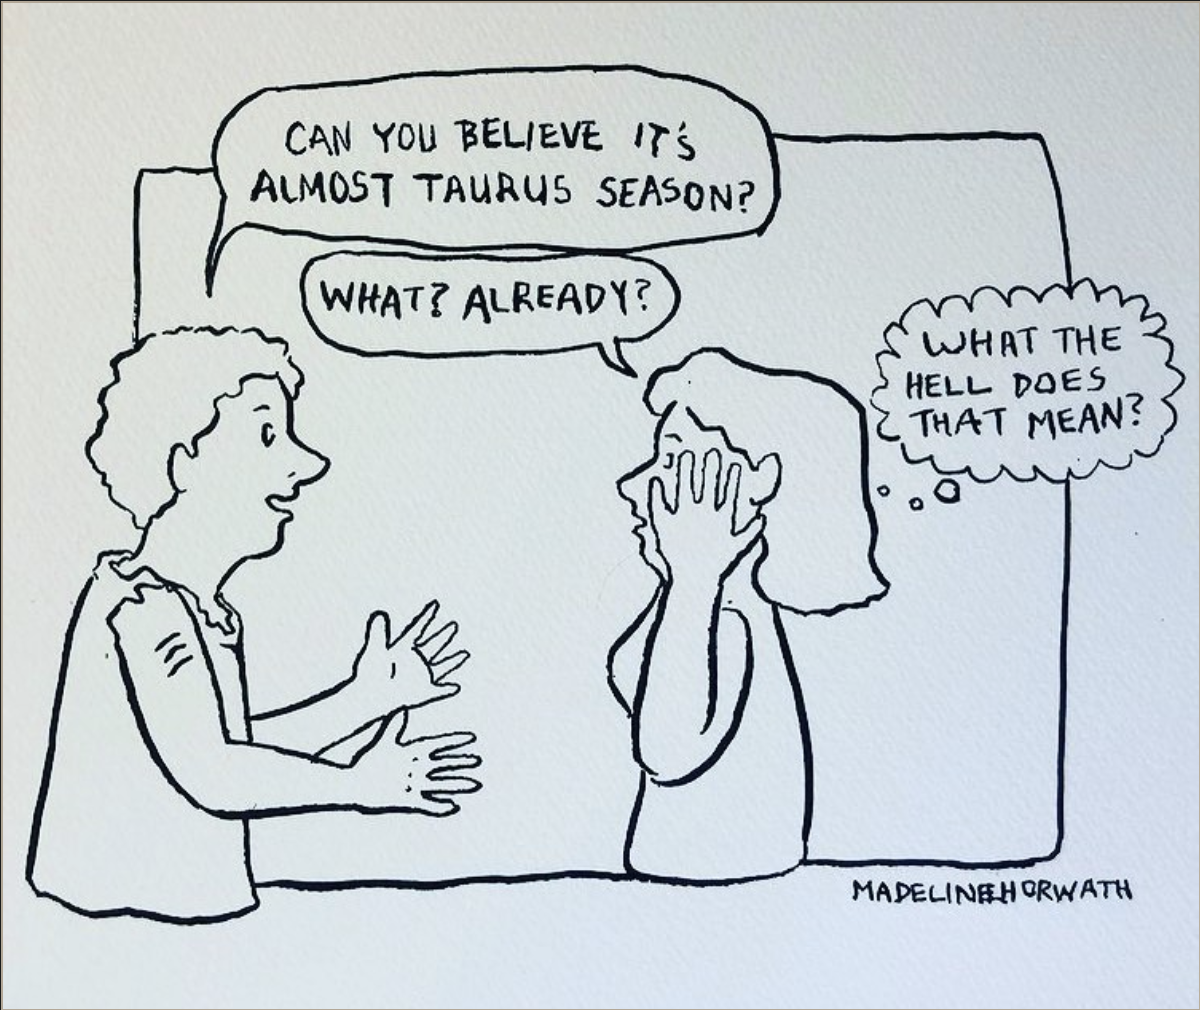 CAN YOU BELIEVE IT'S
ALMOST TAURUS SEASON?
WHAT? ALREADY?
WHAT THE
HELL DOES
THAT MEAN?
MADELINE HORWATH